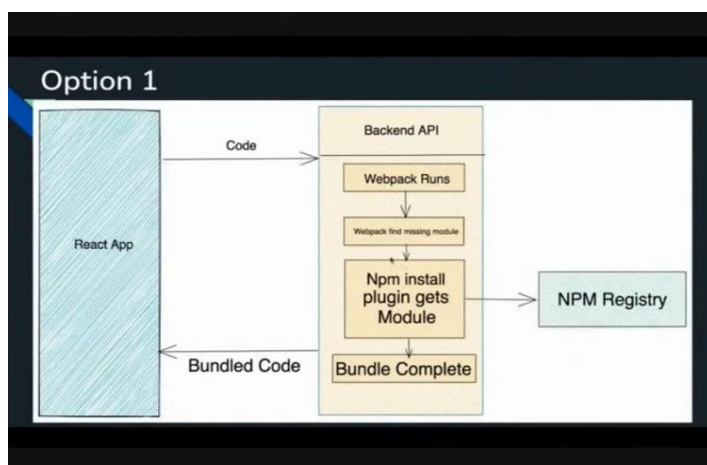 Option 1
React App
Code
Bundled Code
Backend API
Webpack Runs
Webpack find missing module
Npm install
plugin gets
Module
Bundle Complete
NPM Registry